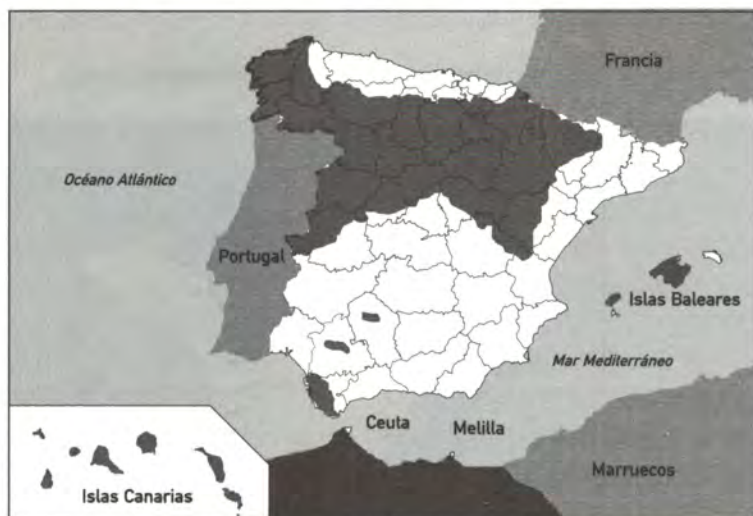 Francia
Océano Atlántico
Portugal
Islas Baleares
Mar Mediterráneo
Ceuta
Melilla
Marruecos
Islas Canarias